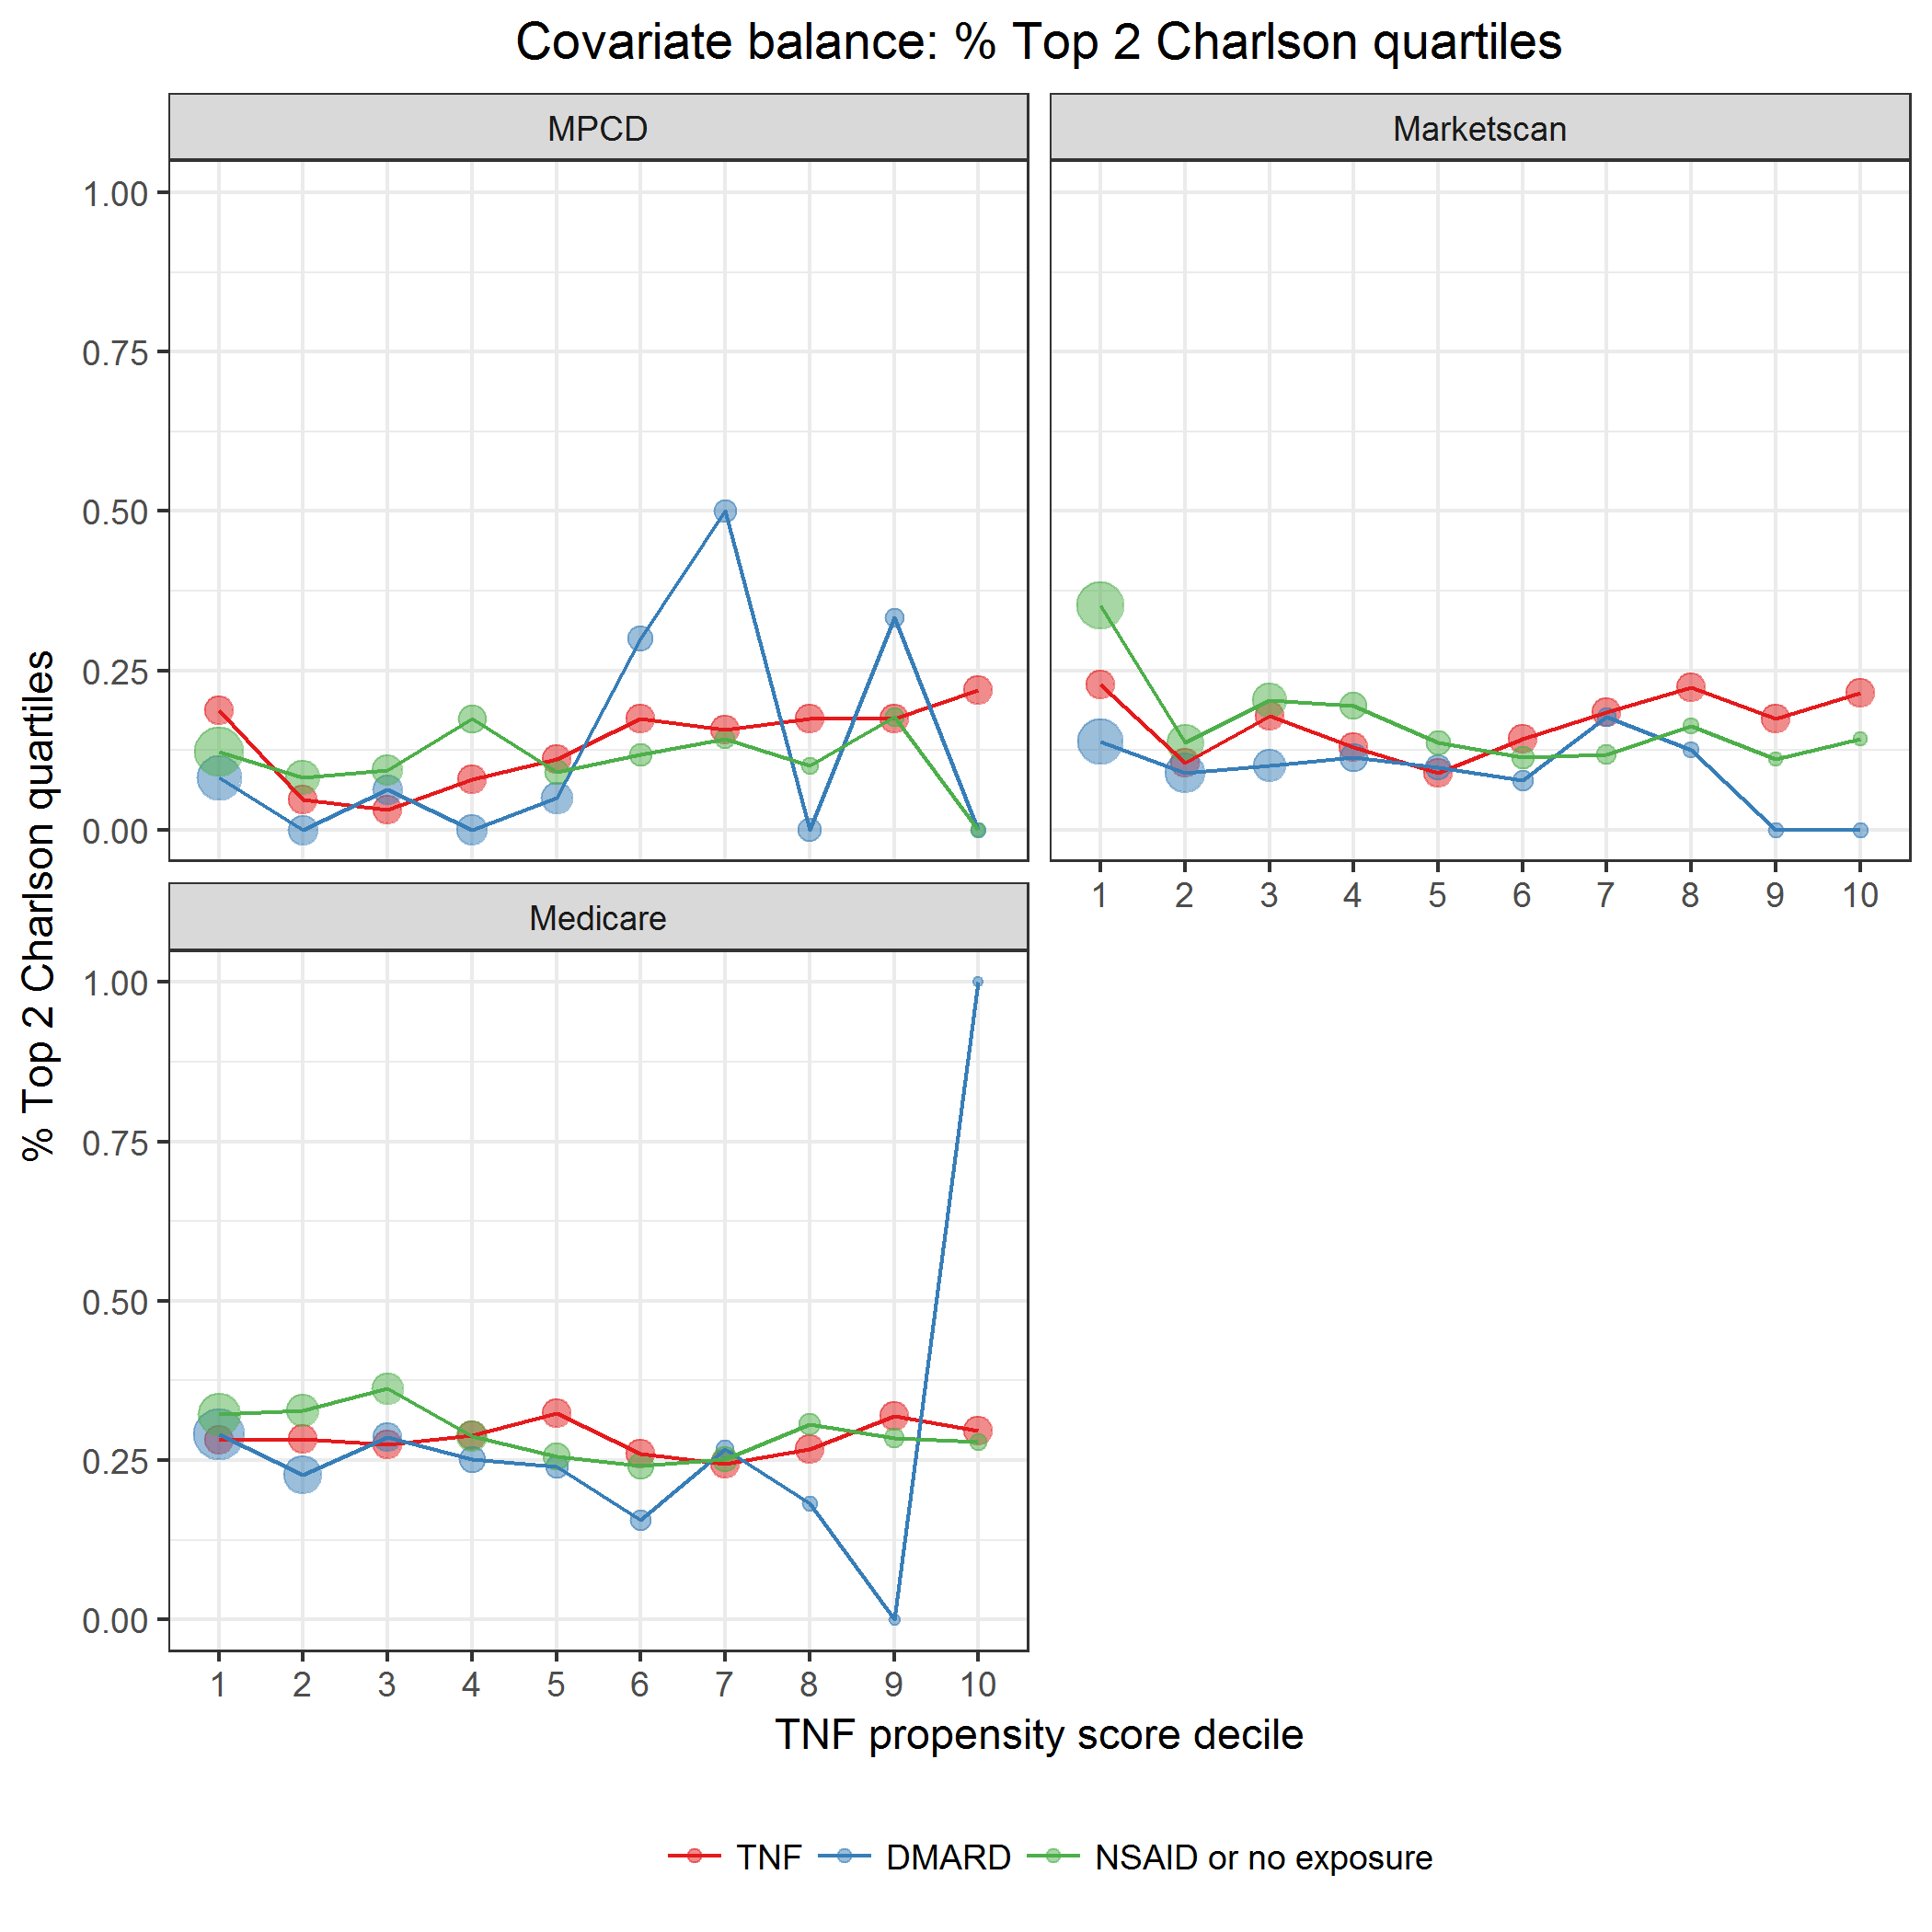 Covariate balance: % Top 2 Charlson quartiles
MPCD
Marketscan
1.00
0.75
0.50
0.25
0.00
1 2 3 4 5 6 7 8 9 10
Medicare
1.00
0.75
0.50
0.25
0.00
1 2 3 4 5 6 7 8 9 10
% Top 2 Charlson quartiles
TNF propensity score decile
TNF DMARD NSAID or no exposure